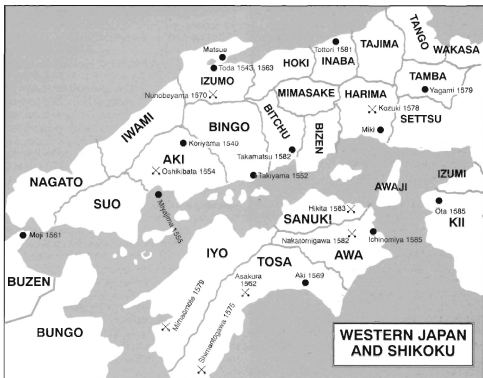 TANGO
WAKASA
TAJIMA
Tottori 1581
INABA
HOKI
Matsue
Toda 1543, 1563
IZUMO
TAMBA
Yagami 1579
MIMASAKE
HARIMA
Nunobeyama 1570
Kozuki 1578
SETTSU
IWAMI
BINGO
BITCHU
BIZEN
Miki
Koriyama 1540
Takamatsu 1582
AKI
Oshikibata 1554
Takiyama 1552
NAGATO
SUO
AWAJI
IZUMI
Miyajima 1555
Hikita 1583
SANUKI
Ota 1585
KII
Moji 1561
Nakatomigawa 1582
Ichinomiya 1585
IYO
AWA
BUZEN
TOSA
Asakura
1562
Aki 1569
Mimaomote 1579
Shimantogawa 1575
BUNGO
WESTERN JAPAN
AND SHIKOKU